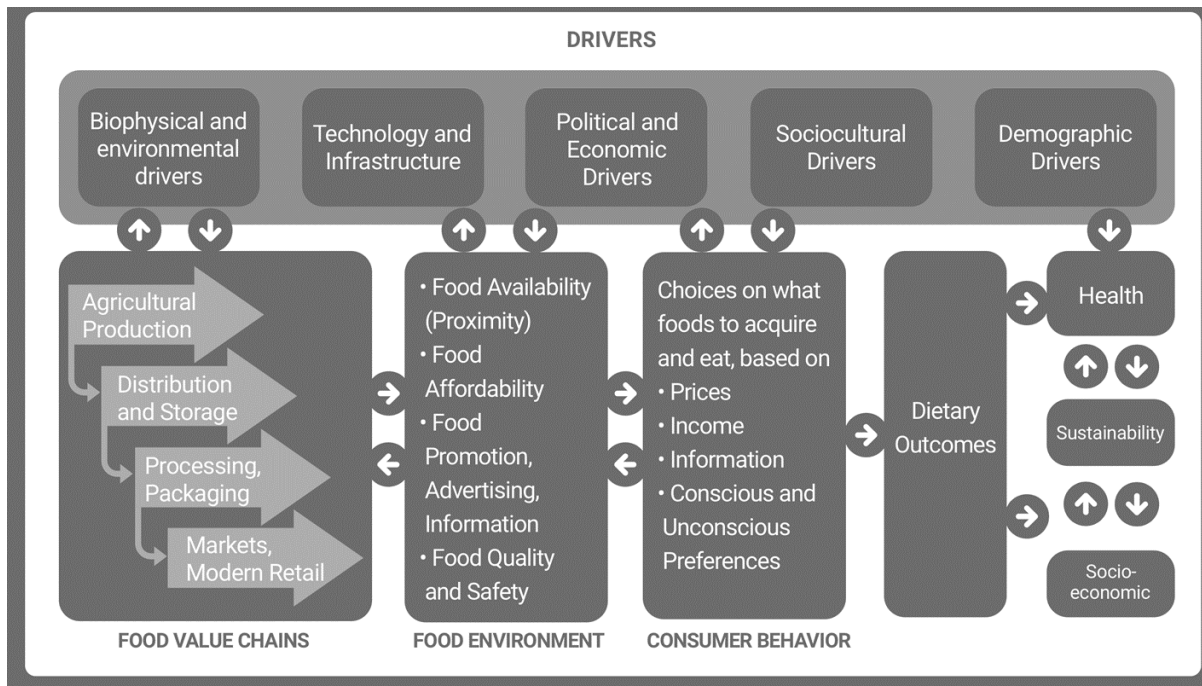 DRIVERS
Biophysical and
environmental
drivers
Technology and
Infrastructure
Political and
Economic
Drivers
Sociocultural
Drivers
Demographic
Drivers
Agricultural
Production
Distribution
and Storage
Processing,
Packaging
Markets,
Modern Retail
FOOD VALUE CHAINS
• Food Availability
(Proximity)
• Food
Affordability
• Food
Promotion,
Advertising,
Information
• Food Quality
and Safety
FOOD ENVIRONMENT
Choices on what
foods to acquire
and eat, based on
• Prices
• Income
• Information
• Conscious and
Unconscious
Preferences
CONSUMER BEHAVIOR
Dietary
Outcomes
Health
Sustainability
Socio-
economic